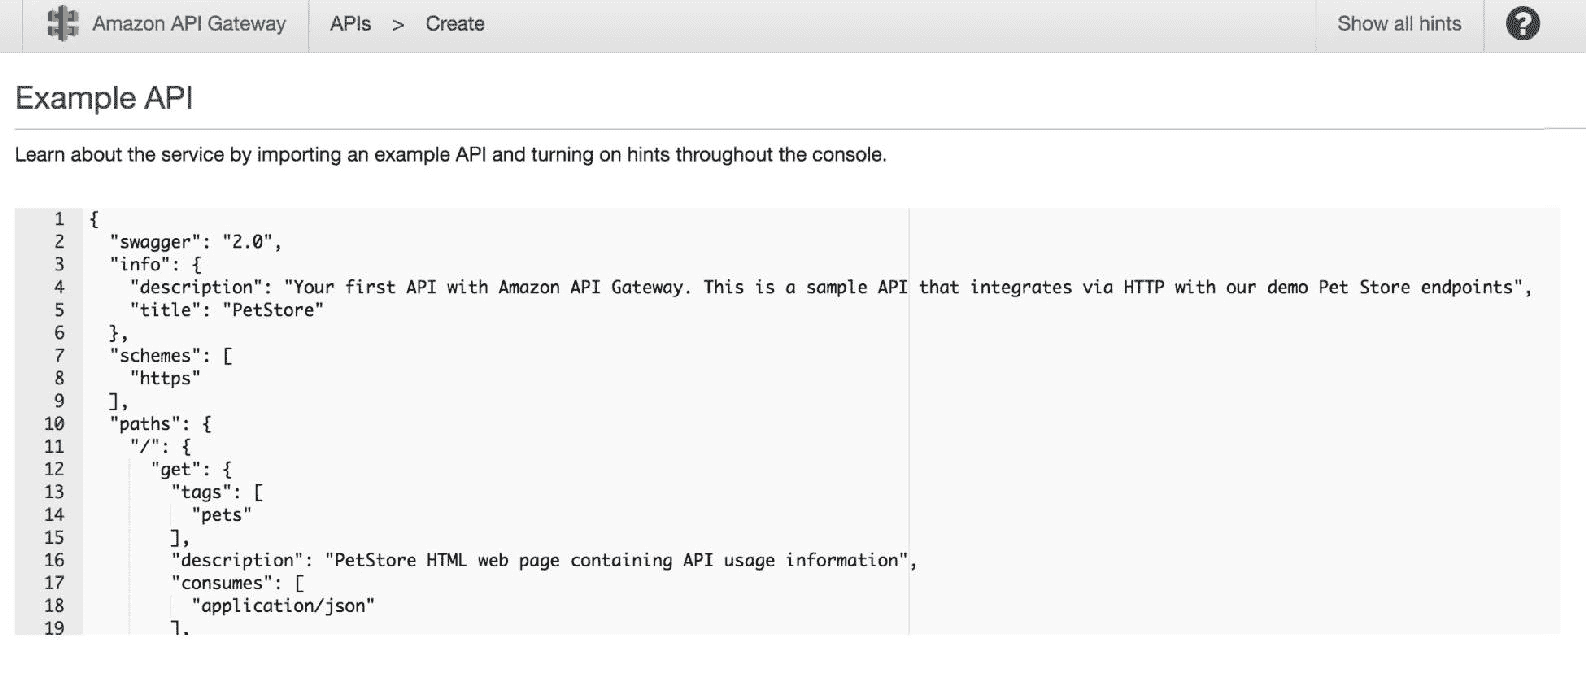 Amazon API Gateway APIs > Create Show all hints ?
Example API
Learn about the service by importing an example API and turning on hints throughout the console.
1 {
2   "swagger": "2.0",
3   "info": {
4     "description": "Your first API with Amazon API Gateway. This is a sample API that integrates via HTTP with our demo Pet Store endpoints",
5     "title": "PetStore"
6   },
7   "schemes": [
8     "https"
9   ],
10   "paths": {
11     "/": {
12       "get": {
13         "tags": [
14           "pets"
15         ],
16         "description": "PetStore HTML web page containing API usage information",
17         "consumes": [
18           "application/json"
19         ],